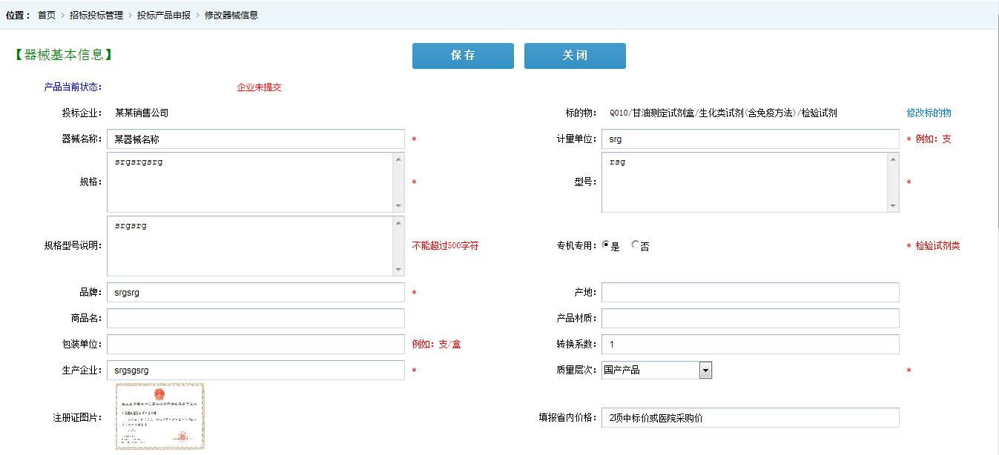 位置： 首页 > 招标投标管理 > 投标产品申报 > 修改器械信息
【器械基本信息】 保存 关闭
产品当前状态： 企业未提交
投标企业： 某某销售公司 标的物： Q010/甘油测定试剂盒/生化类试剂(含免疫方法)/检验试剂 修改标的物
器械名称： 某器械名称 * 计量单位： srg * 例如：支
规格： srgsrgsrg * 型号： rsg *
规格型号说明： srgsrg 不能超过500字符 专机专用： 是 否 * 检验试剂类
品牌： srgsrg * 产地：
商品名： 产品材质：
包装单位： 例如：支/盒 转换系数： 1
生产企业： srgsgsrg * 质量层次： 国产产品 *
注册证图片： 填报省内价格： 2项中标价或医院采购价